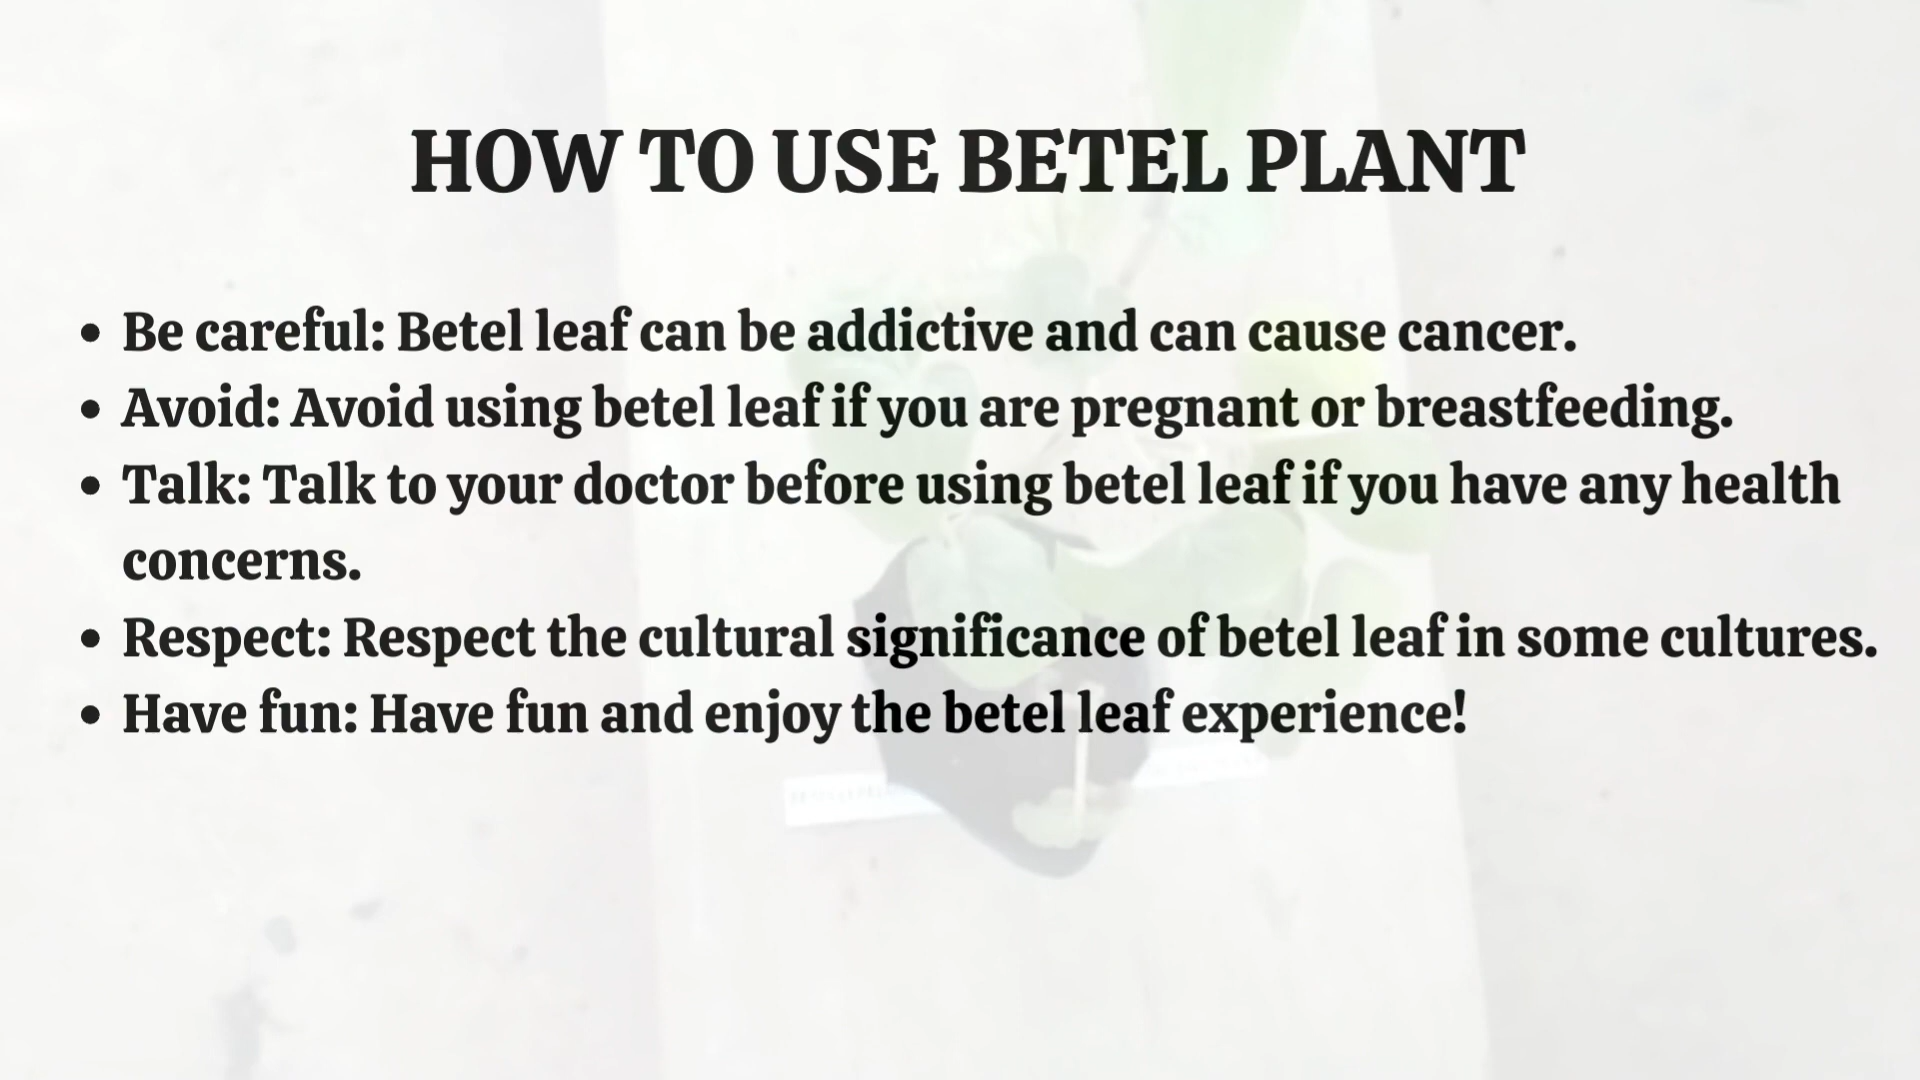 HOW TO USE BETEL PLANT
• Be careful: Betel leaf can be addictive and can cause cancer.
• Avoid: Avoid using betel leaf if you are pregnant or breastfeeding.
• Talk: Talk to your doctor before using betel leaf if you have any health
concerns.
• Respect: Respect the cultural significance of betel leaf in some cultures.
• Have fun: Have fun and enjoy the betel leaf experience!